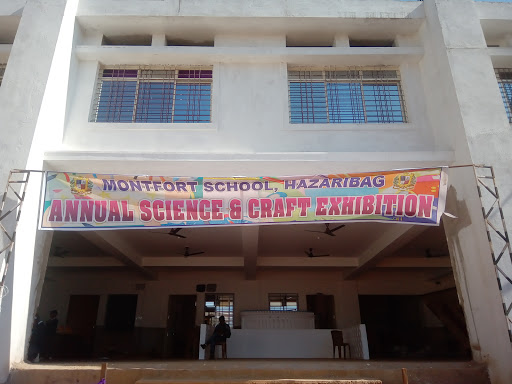 MONTFORT SCHOOL, HAZARIBAG
ANNUAL SCIENCE & CRAFT EXHIBITION